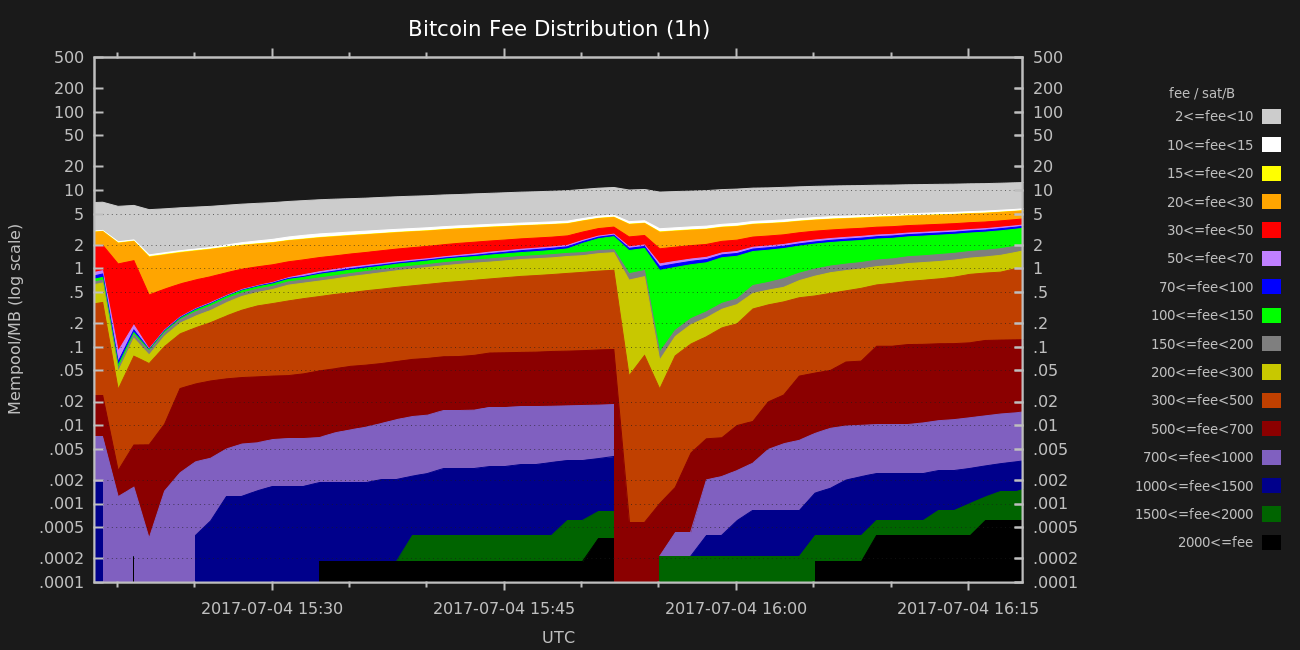 Bitcoin Fee Distribution (1h)
Mempool/MB (log scale)
500
200
100
50
20
10
5
2
1
.5
.2
.1
.05
.02
.01
.005
.002
.001
.0005
.0002
.0001
500
200
100
50
20
10
5
2
1
.5
.2
.1
.05
.02
.01
.005
.002
.001
.0005
.0002
.0001
fee / sat/B
2<=fee<10
10<=fee<15
15<=fee<20
20<=fee<30
30<=fee<50
50<=fee<70
70<=fee<100
100<=fee<150
150<=fee<200
200<=fee<300
300<=fee<500
500<=fee<700
700<=fee<1000
1000<=fee<1500
1500<=fee<2000
2000<=fee
2017-07-04 15:30
2017-07-04 15:45
2017-07-04 16:00
2017-07-04 16:15
UTC